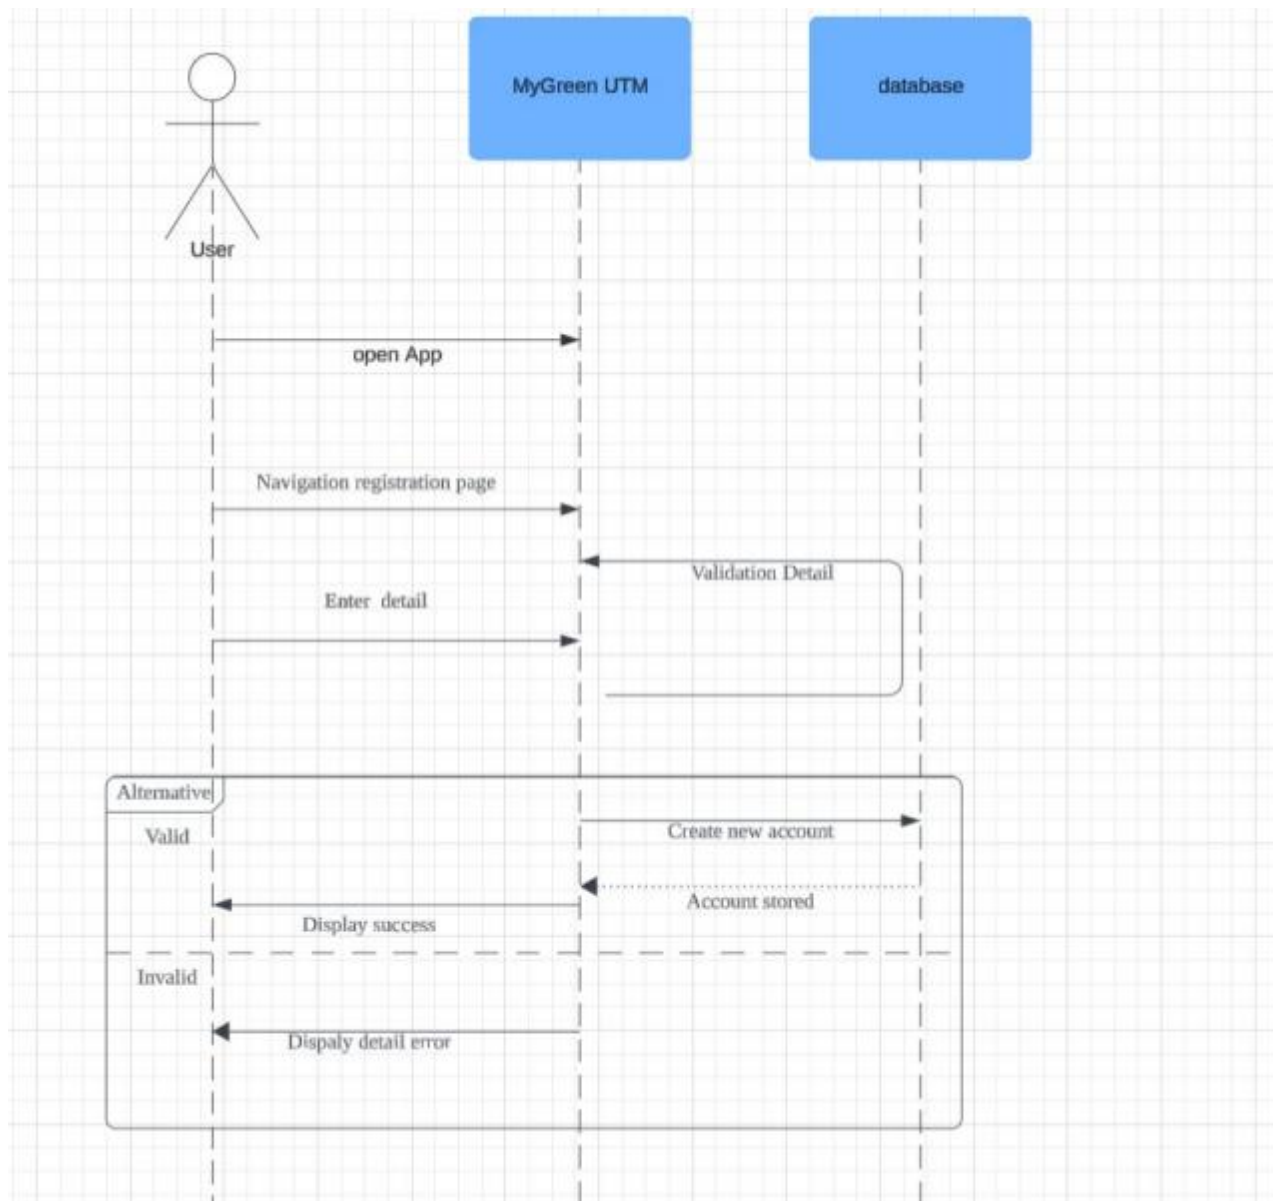 MyGreen UTM
database
User
open App
Navigation registration page
Validation Detail
Enter detail
Alternative
Valid
Create new account
Account stored
Display success
Invalid
Dispaly detail error